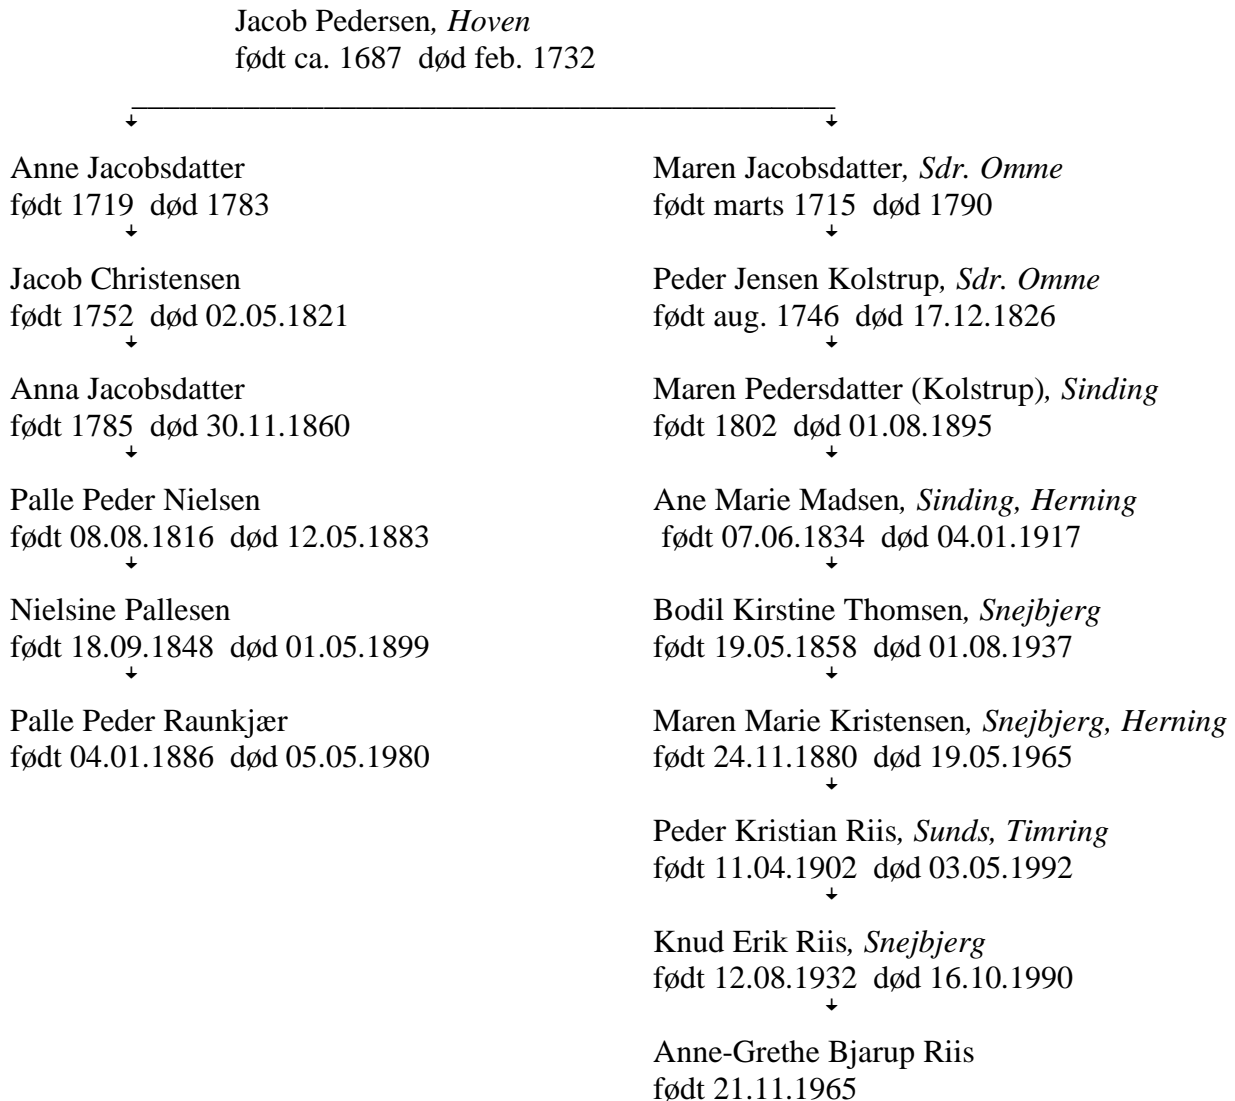 Jacob Pedersen, Hoven
født ca. 1687 død feb. 1732
Anne Jacobsdatter
født 1719 død 1783
Jacob Christensen
født 1752 død 02.05.1821
Anna Jacobsdatter
født 1785 død 30.11.1860
Palle Peder Nielsen
født 08.08.1816 død 12.05.1883
Nielsine Pallesen
født 18.09.1848 død 01.05.1899
Palle Peder Raunkjær
født 04.01.1886 død 05.05.1980
Maren Jacobsdatter, Sdr. Omme
født marts 1715 død 1790
Peder Jensen Kolstrup, Sdr. Omme
født aug. 1746 død 17.12.1826
Maren Pedersdatter (Kolstrup), Sinding
født 1802 død 01.08.1895
Ane Marie Madsen, Sinding, Herning
født 07.06.1834 død 04.01.1917
Bodil Kirstine Thomsen, Snejbjerg
født 19.05.1858 død 01.08.1937
Maren Marie Kristensen, Snejbjerg, Herning
født 24.11.1880 død 19.05.1965
Peder Kristian Riis, Sunds, Timring
født 11.04.1902 død 03.05.1992
Knud Erik Riis, Snejbjerg
født 12.08.1932 død 16.10.1990
Anne-Grethe Bjarup Riis
født 21.11.1965